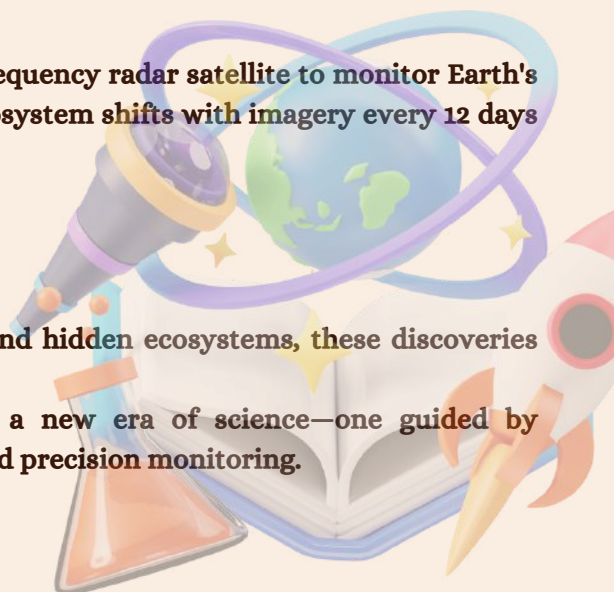 equency radar satellite to monitor Earth's
system shifts with imagery every 12 days
nd hidden ecosystems, these discoveries
a new era of science—one guided by
d precision monitoring.